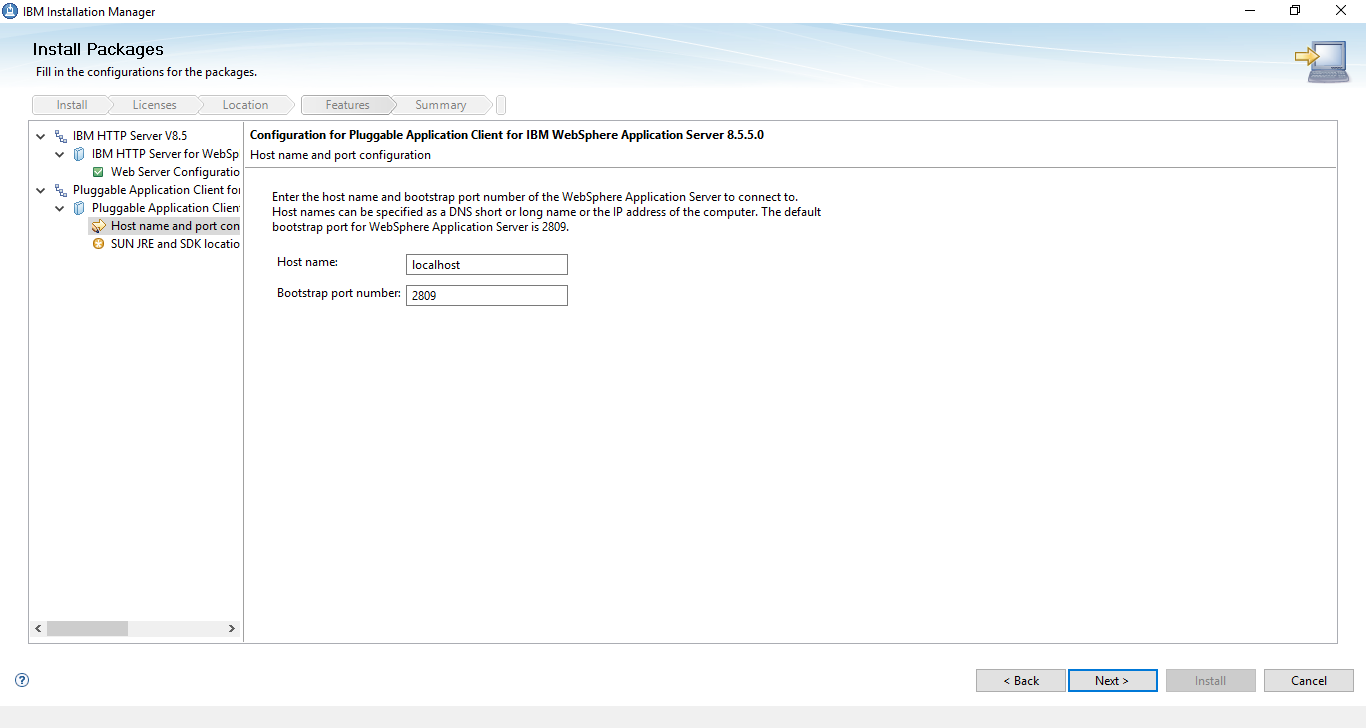 IBM Installation Manager
Install Packages
Fill in the configurations for the packages.
Install Licenses Location Features Summary
IBM HTTP Server V8.5
IBM HTTP Server for WebSp
Web Server Configuratio
Pluggable Application Client fo
Pluggable Application Clien
Host name and port con
SUN JRE and SDK locatio
Configuration for Pluggable Application Client for IBM WebSphere Application Server 8.5.5.0
Host name and port configuration
Enter the host name and bootstrap port number of the WebSphere Application Server to connect to.
Host names can be specified as a DNS short or long name or the IP address of the computer. The default
bootstrap port for WebSphere Application Server is 2809.
Host name: localhost
Bootstrap port number: 2809
? < Back Next > Install Cancel